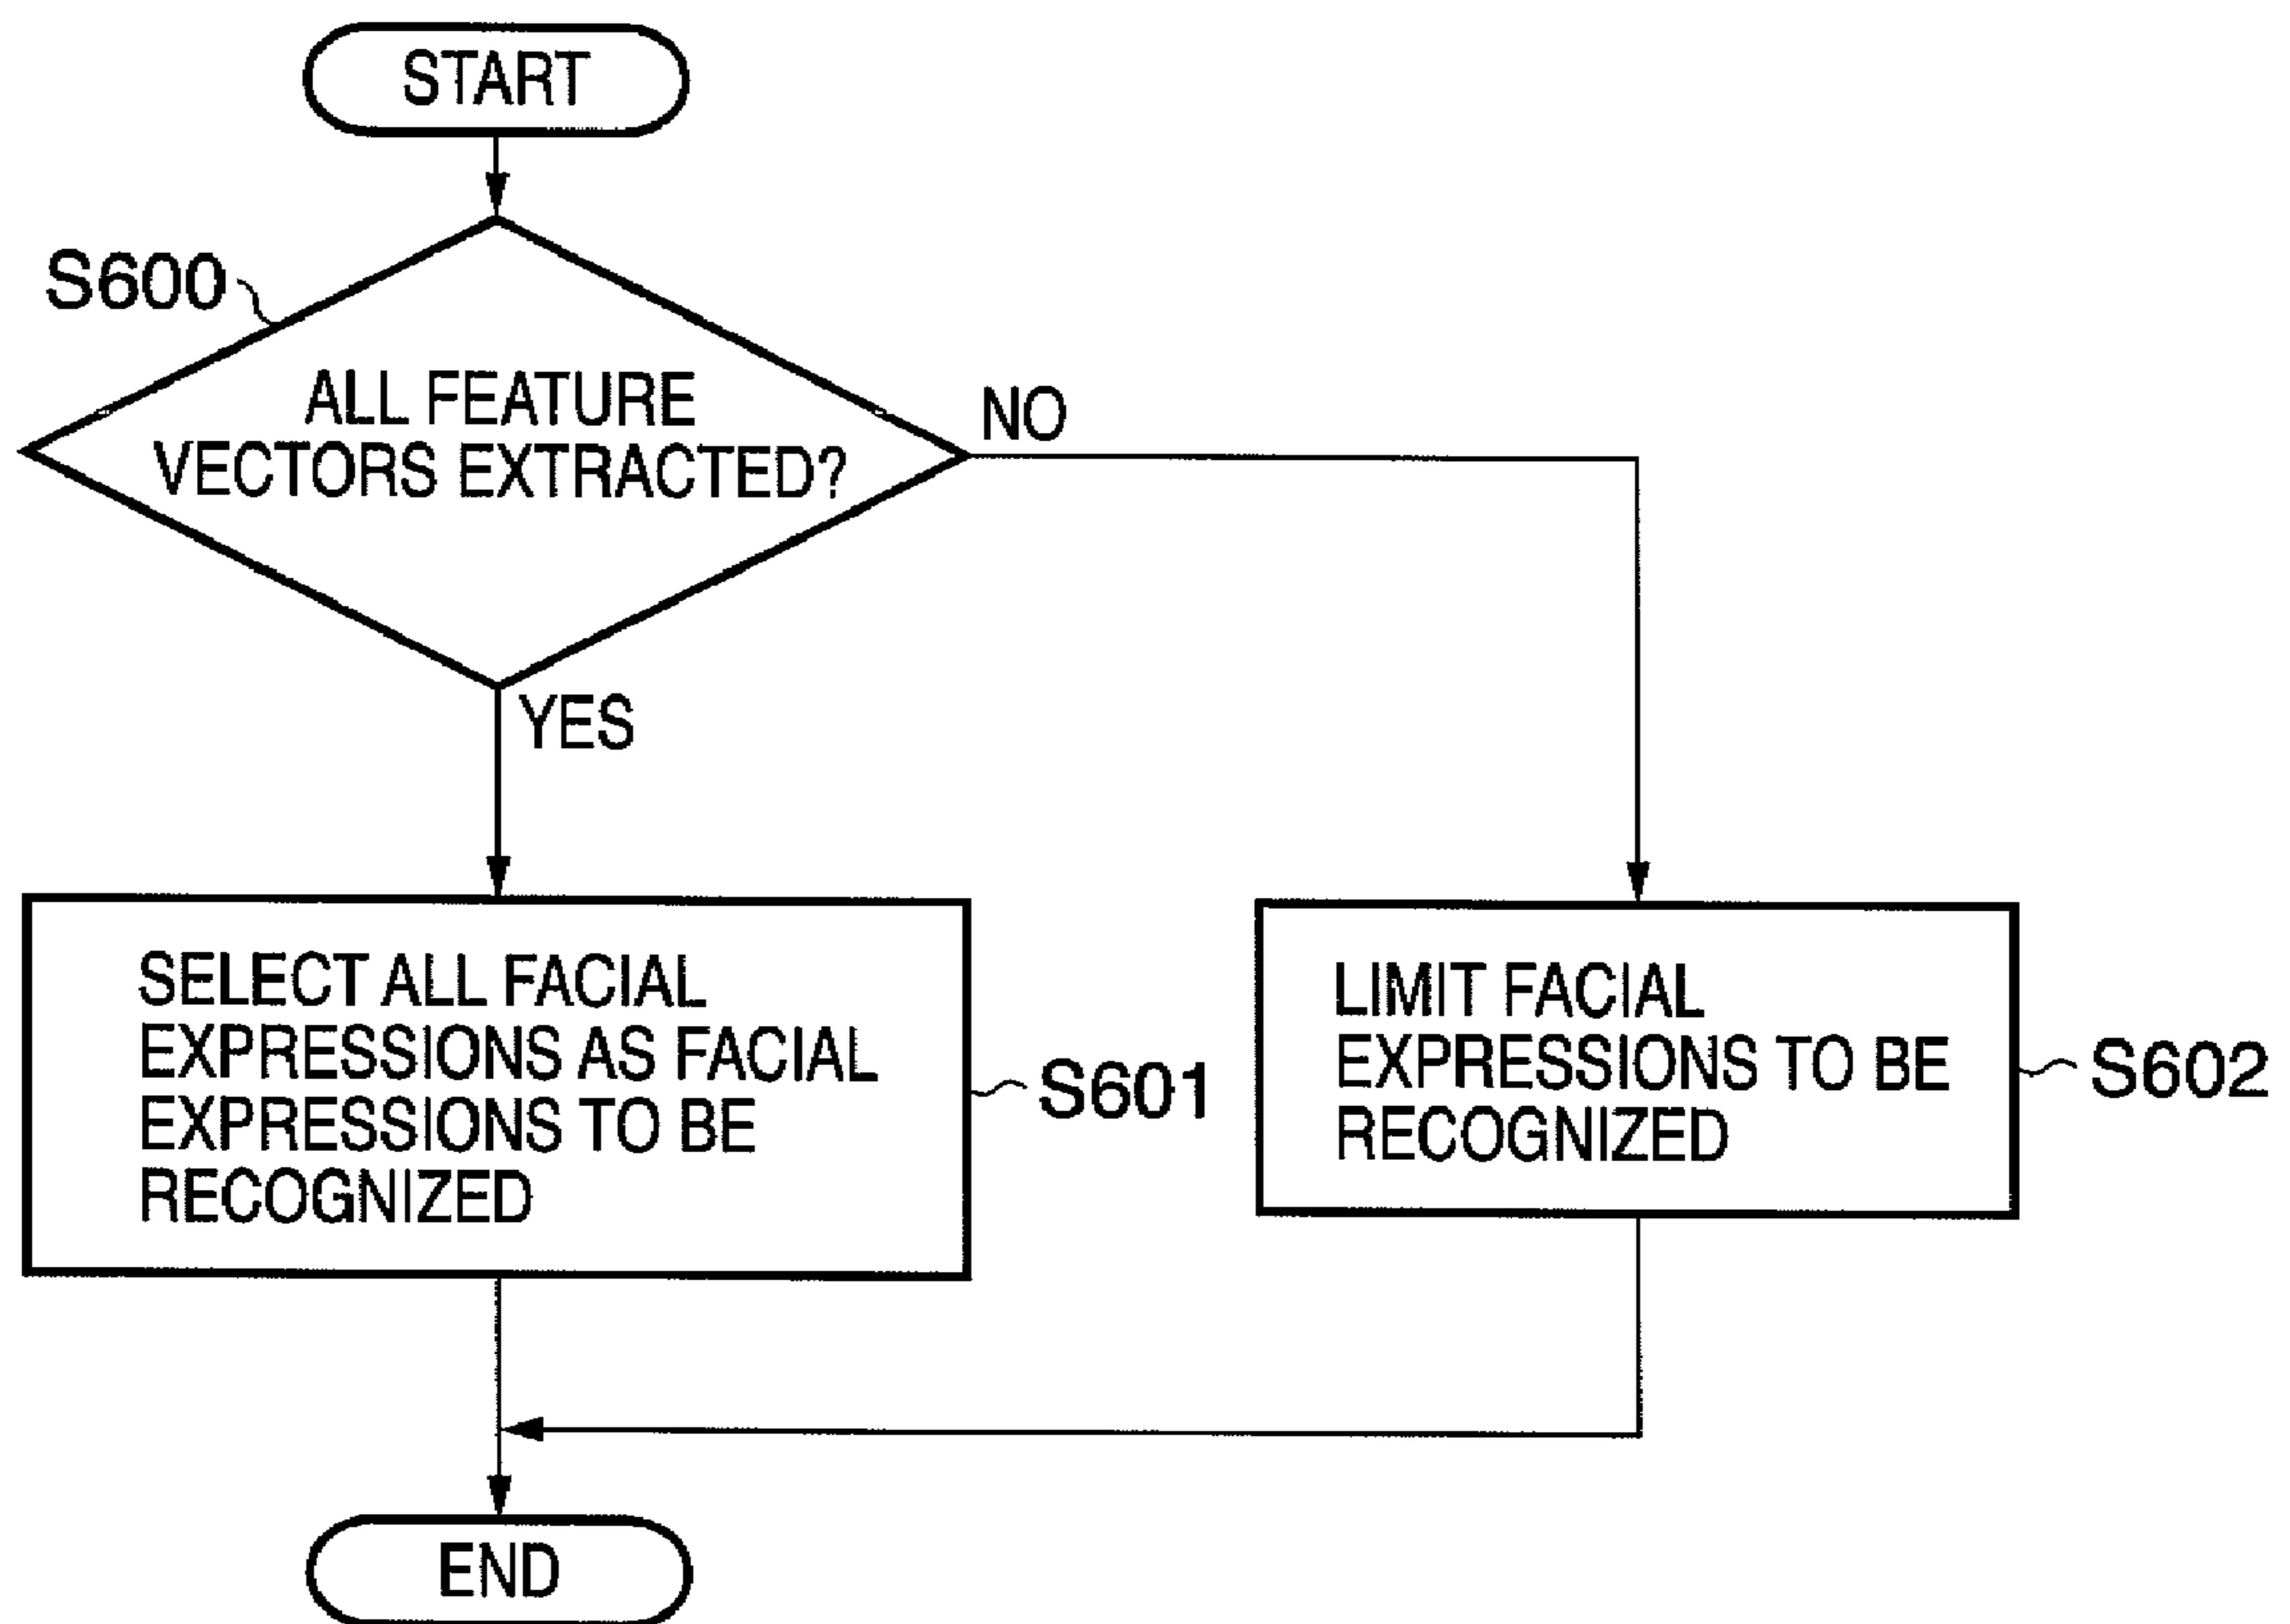 START
S600
ALL FEATURE
VECTORS EXTRACTED?
NO
YES
SELECT ALL FACIAL
EXPRESSIONS AS FACIAL
EXPRESSIONS TO BE
RECOGNIZED
S601
LIMIT FACIAL
EXPRESSIONS TO BE
RECOGNIZED
S602
END